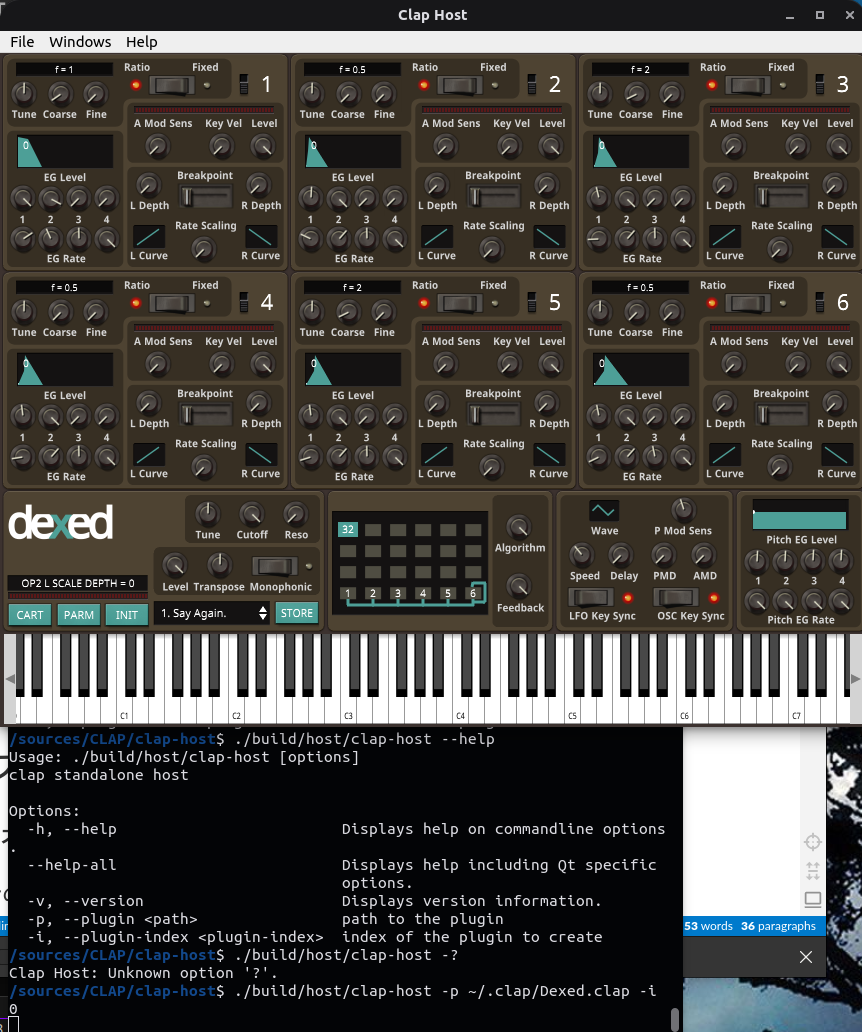 Clap Host
File Windows Help
f = 1 Ratio Fixed 1
Tune Coarse Fine
A Mod Sens Key Vel Level
0
EG Level
Breakpoint
L Depth R Depth
1 2 3 4
Rate Scaling
EG Rate L Curve R Curve
f = 0.5 Ratio Fixed 2
Tune Coarse Fine
A Mod Sens Key Vel Level
0
EG Level
Breakpoint
L Depth R Depth
1 2 3 4
Rate Scaling
EG Rate L Curve R Curve
f = 2 Ratio Fixed 3
Tune Coarse Fine
A Mod Sens Key Vel Level
0
EG Level
Breakpoint
L Depth R Depth
1 2 3 4
Rate Scaling
EG Rate L Curve R Curve
f = 0.5 Ratio Fixed 4
Tune Coarse Fine
A Mod Sens Key Vel Level
0
EG Level
Breakpoint
L Depth R Depth
1 2 3 4
Rate Scaling
EG Rate L Curve R Curve
f = 2 Ratio Fixed 5
Tune Coarse Fine
A Mod Sens Key Vel Level
0
EG Level
Breakpoint
L Depth R Depth
1 2 3 4
Rate Scaling
EG Rate L Curve R Curve
f = 0.5 Ratio Fixed 6
Tune Coarse Fine
A Mod Sens Key Vel Level
0
EG Level
Breakpoint
L Depth R Depth
1 2 3 4
Rate Scaling
EG Rate L Curve R Curve
dexed
Tune Cutoff Reso
Level Transpose Monophonic
OP2 L SCALE DEPTH = 0
CART PARM INIT 1. Say Again. STORE
32
1 2 3 4 5 6
Algorithm
Feedback
Wave P Mod Sens
Speed Delay PMD AMD
LFO Key Sync OSC Key Sync
Pitch EG Level
1 2 3 4
Pitch EG Rate
C1 C2 C3 C4 C5 C6 C7
/sources/CLAP/clap-host$ ./build/host/clap-host --help
Usage: ./build/host/clap-host [options]
clap standalone host
Options:
-h, --help Displays help on commandline options
.
--help-all Displays help including Qt specific
options.
-v, --version Displays version information.
-p, --plugin <path> path to the plugin
-i, --plugin-index <plugin-index> index of the plugin to create
/sources/CLAP/clap-host$ ./build/host/clap-host -?
Clap Host: Unknown option '?'.
/sources/CLAP/clap-host$ ./build/host/clap-host -p ~/.clap/Dexed.clap -i
0
53 words 36 paragraphs